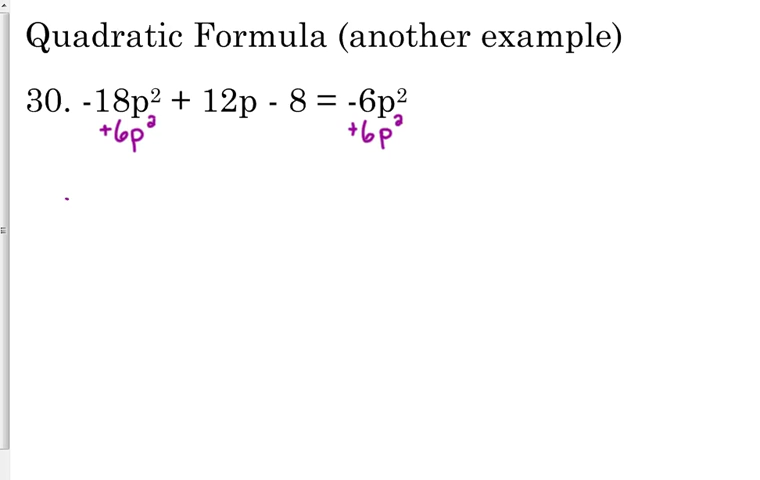 Quadratic Formula (another example)
30. -18p² + 12p - 8 = -6p²
+6p² +6p²